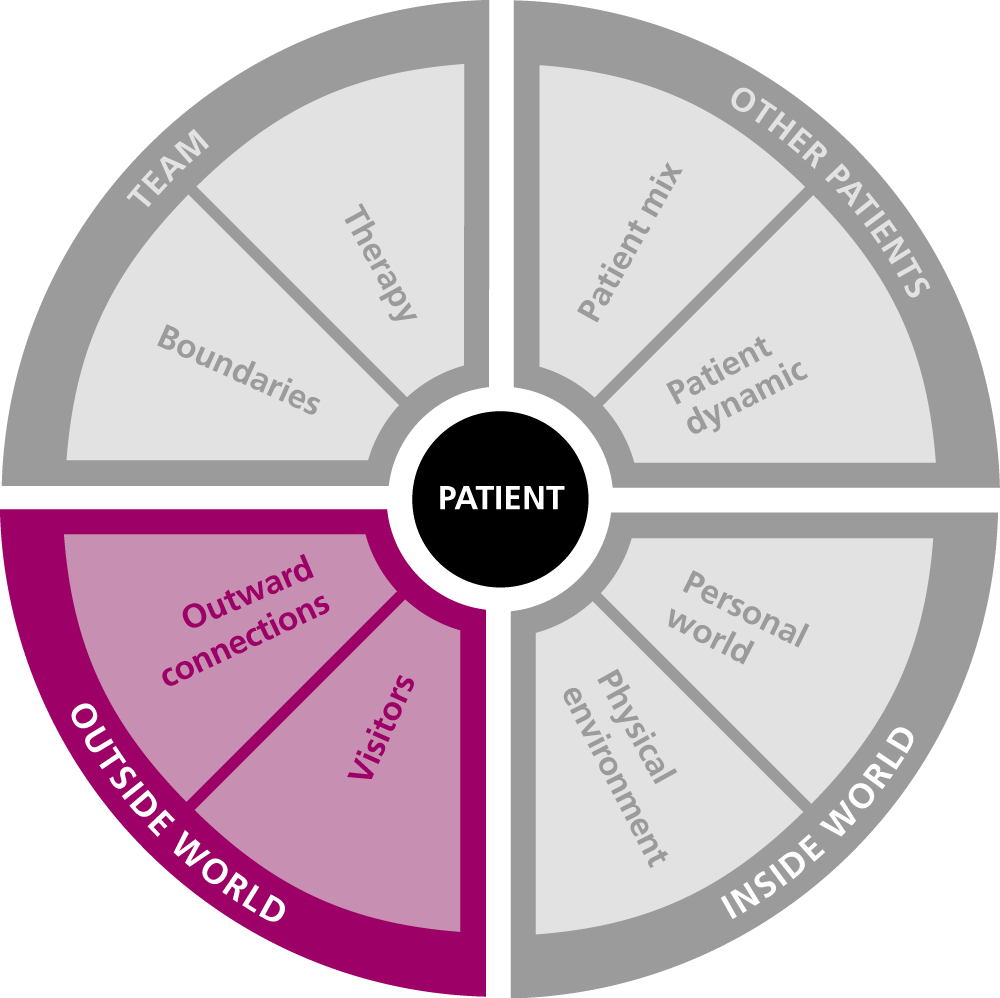 TEAM
Therapy
Boundaries
OTHER PATIENTS
Patient mix
Patient
dynamic
PATIENT
OUTSIDE WORLD
Outward
connections
Visitors
INSIDE WORLD
Personal
world
Physical
environment